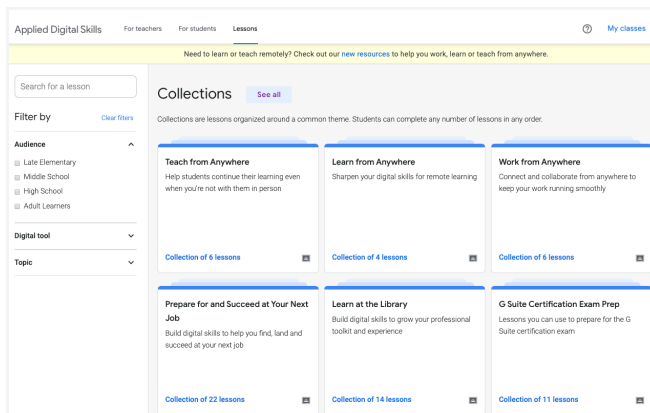 Applied Digital Skills
For teachers
For students
Lessons
My classes
Need to learn or teach remotely? Check out our new resources to help you work, learn or teach from anywhere.
Search for a lesson
Filter by
Clear filters
Audience
Late Elementary
Middle School
High School
Adult Learners
Digital tool
Topic
Collections
See all
Collections are lessons organized around a common theme. Students can complete any number of lessons in any order.
Teach from Anywhere
Help students continue their learning even
when you're not with them in person
Collection of 6 lessons
Learn from Anywhere
Sharpen your digital skills for remote learning
Collection of 4 lessons
Work from Anywhere
Connect and collaborate from anywhere to
keep your work running smoothly
Collection of 6 lessons
Prepare for and Succeed at Your Next
Job
Build digital skills to help you find, land and
succeed at your next job
Collection of 22 lessons
Learn at the Library
Build digital skills to grow your professional
toolkit and experience
Collection of 14 lessons
G Suite Certification Exam Prep
Lessons you can use to prepare for the G
Suite certification exam
Collection of 11 lessons